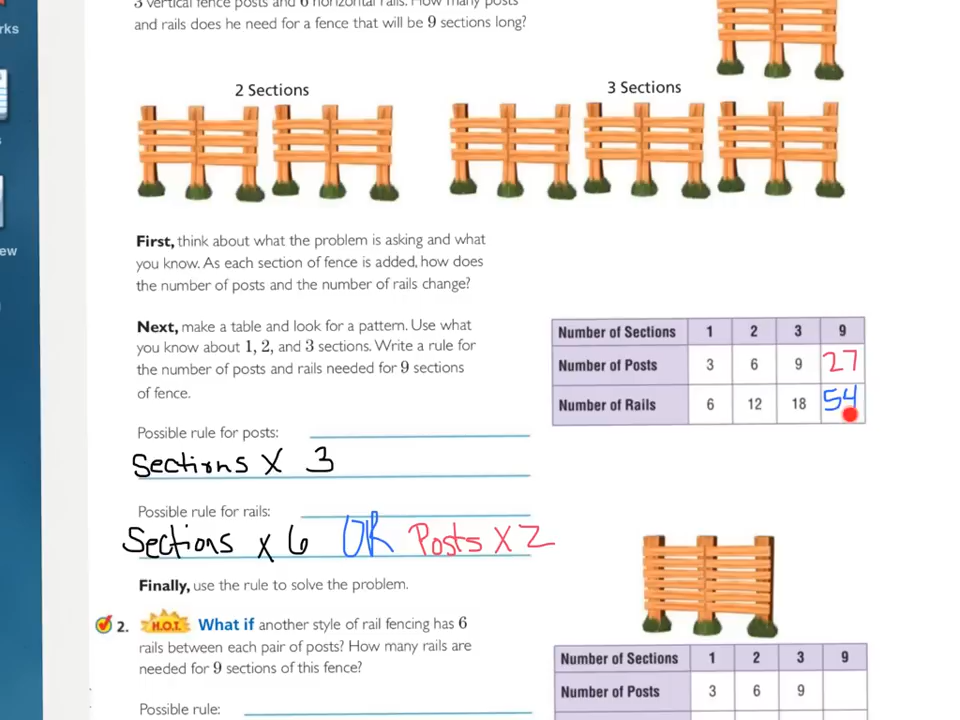 3 vertical fence posts and 6 horizontal rails. How many posts
rks
and rails does he need for a fence that will be 9 sections long?
2 Sections
3 Sections
ew
First, think about what the problem is asking and what
you know. As each section of fence is added, how does
the number of posts and the number of rails change?
Next, make a table and look for a pattern. Use what
you know about 1, 2, and 3 sections. Write a rule for
the number of posts and rails needed for 9 sections
of fence.
Number of Sections 1 2 3 9
Number of Posts 3 6 9 27
Number of Rails 6 12 18 54
Possible rule for posts:
Sections X 3
Possible rule for rails:
Sections x 6 OR Posts X 2
Finally, use the rule to solve the problem.
2. H.O.T. What if another style of rail fencing has 6
rails between each pair of posts? How many rails are
needed for 9 sections of this fence?
Possible rule:
Number of Sections 1 2 3 9
Number of Posts 3 6 9